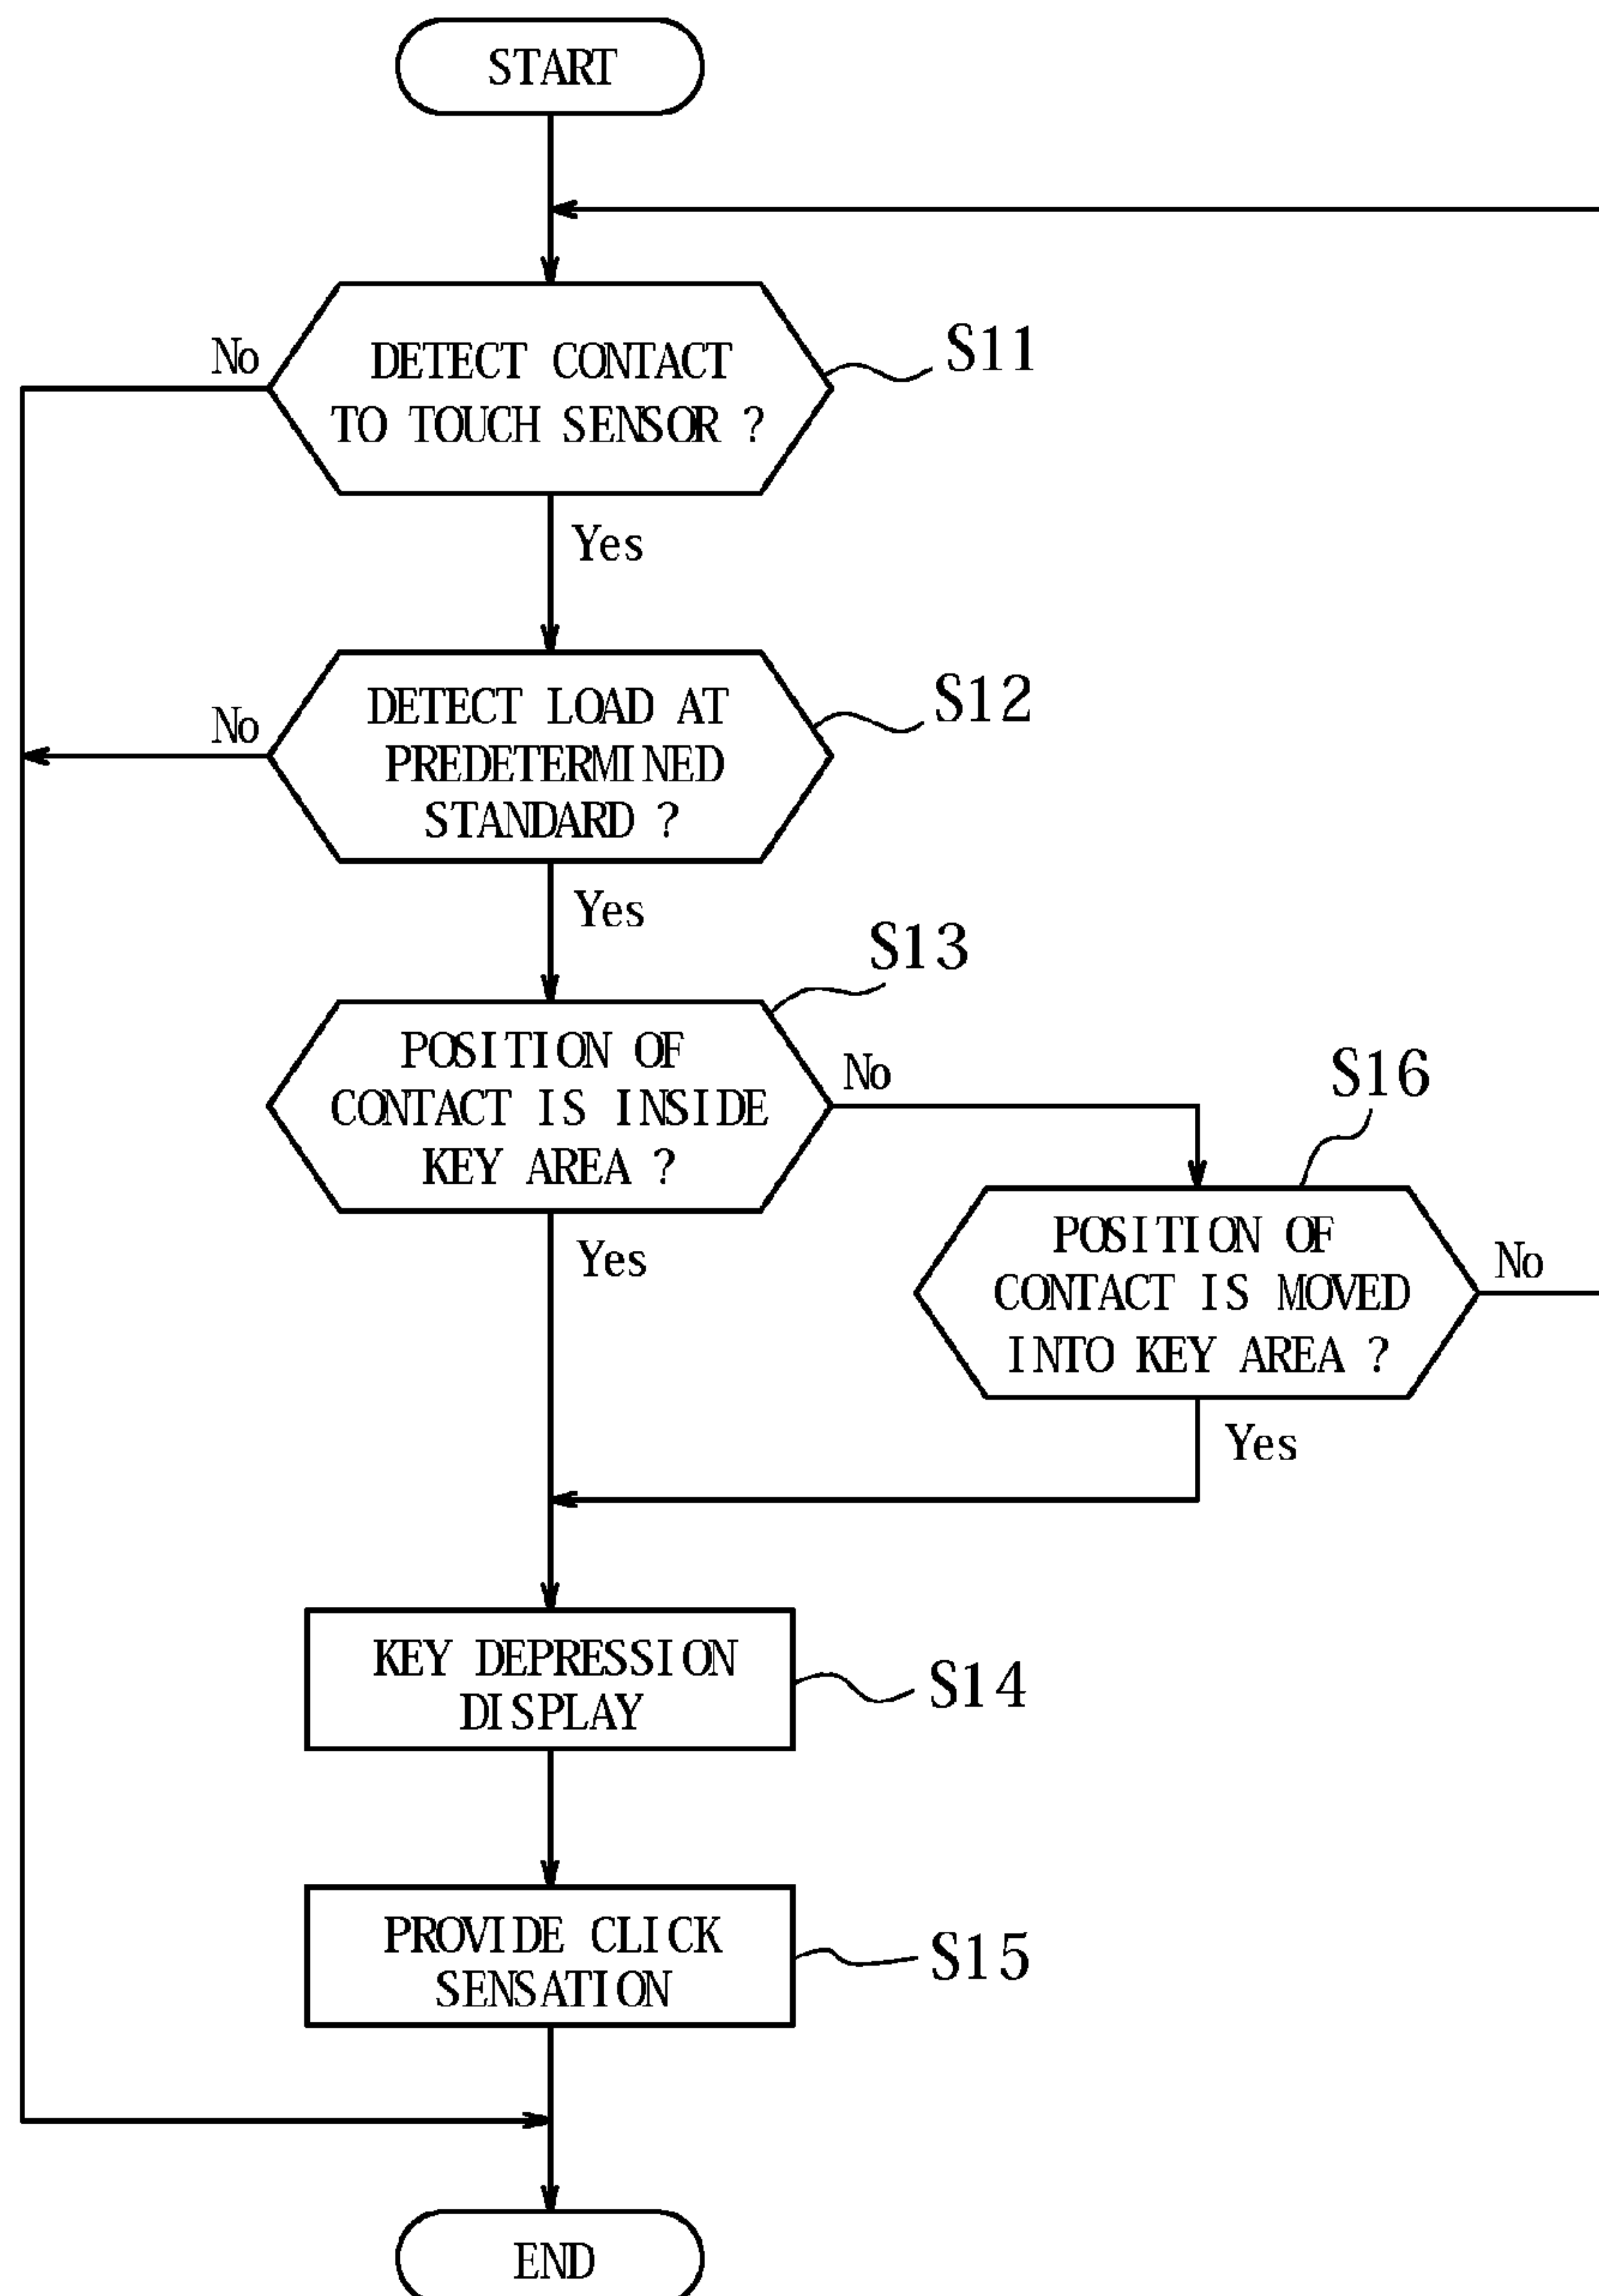 START
No
DETECT CONTACT
TO TOUCH SENSOR ?
S11
Yes
No
DETECT LOAD AT
PREDETERMINED
STANDARD ?
S12
Yes
S13
POSITION OF
CONTACT IS INSIDE
KEY AREA ?
No
S16
Yes
POSITION OF
CONTACT IS MOVED
INTO KEY AREA ?
No
Yes
KEY DEPRESSION
DISPLAY
S14
PROVIDE CLICK
SENSATION
S15
END